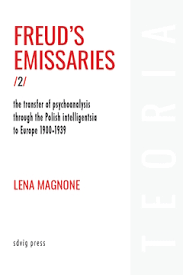 FREUD'S
EMISSARIES
/2/
the transfer of psychoanalysis
through the Polish intelligentsia
to Europe 1900-1939
LENA MAGNONE
sdvig press
TEORIA